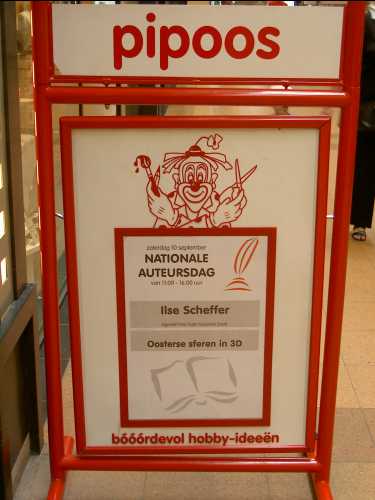 pipoos
zaterdag 10 september
NATIONALE
AUTEURSDAG
van 11:00 - 16:00 uur
Ilse Scheffer
Oosterse sferen in 3D
bóóórdevol hobby-ideeën